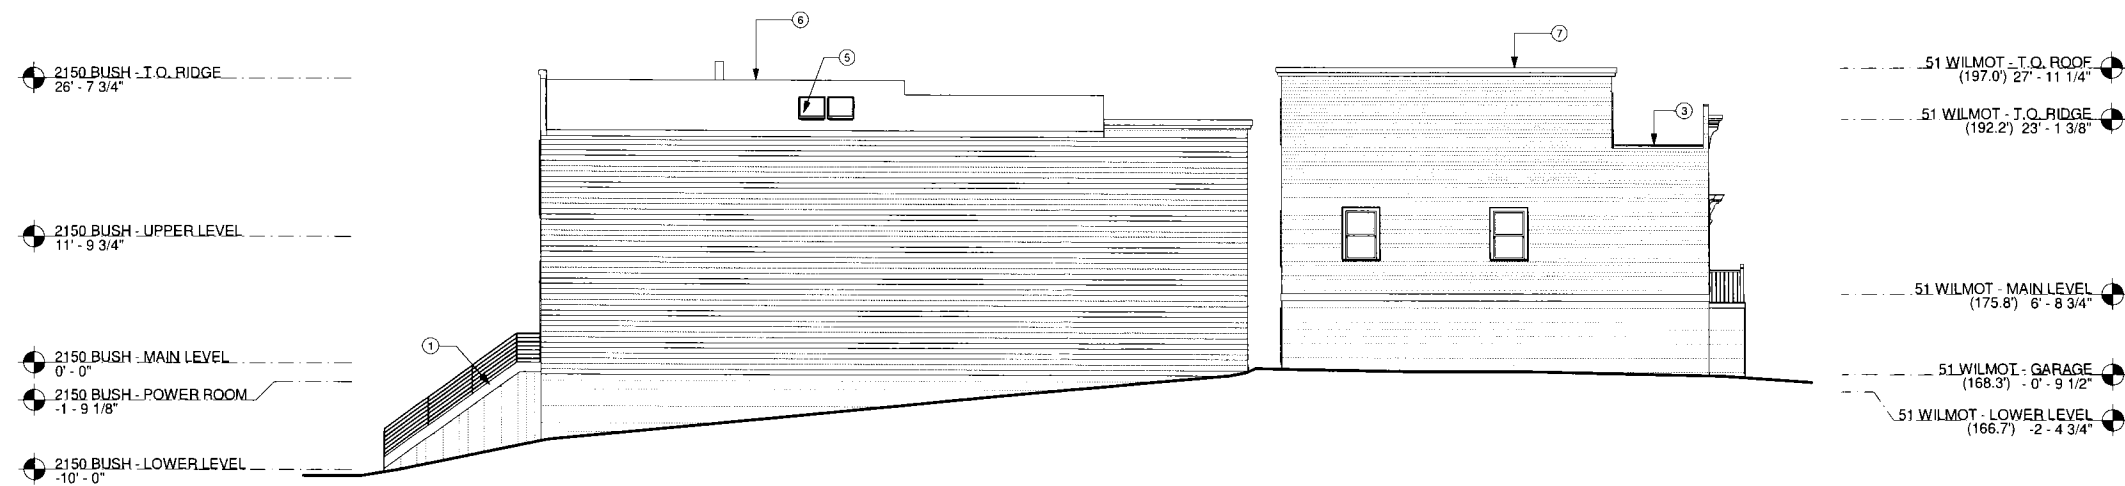 6
7
5
2150 BUSH - T.O. RIDGE
26' - 7 3/4"
51 WILMOT - T.O. ROOF
(197.0') 27' - 11 1/4"
3
51 WILMOT - T.O. RIDGE
(192.2') 23' - 1 3/8"
2150 BUSH - UPPER LEVEL
11' - 9 3/4"
51 WILMOT - MAIN LEVEL
(175.8') 6' - 8 3/4"
1
2150 BUSH - MAIN LEVEL
0' - 0"
51 WILMOT - GARAGE
(168.3') - 0' - 9 1/2"
2150 BUSH - POWER ROOM
-1 - 9 1/8"
51 WILMOT - LOWER LEVEL
(166.7') -2 - 4 3/4"
2150 BUSH - LOWER LEVEL
-10' - 0"